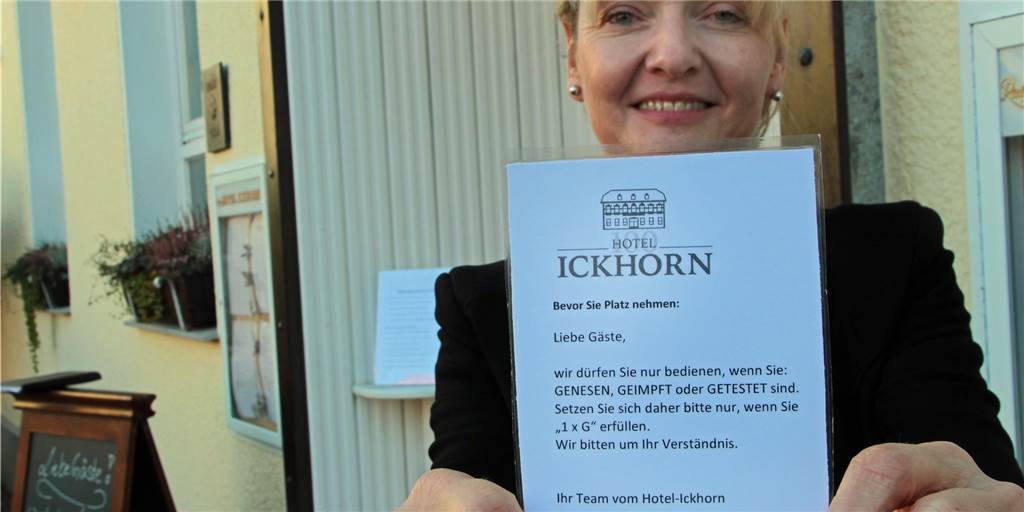 HOTEL
ICKHORN
Bevor Sie Platz nehmen:
Liebe Gäste,
wir dürfen Sie nur bedienen, wenn Sie:
GENESEN, GEIMPFT oder GETESTET sind.
Setzen Sie sich daher bitte nur, wenn Sie
„1 x G“ erfüllen.
Wir bitten um Ihr Verständnis.
Ihr Team vom Hotel-Ickhorn
Liebe Gäste!